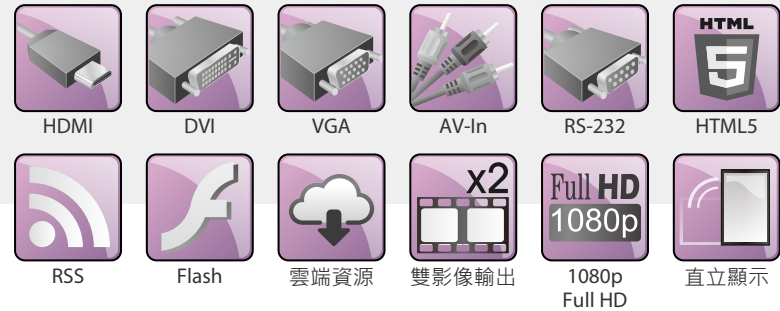 HTML
5
HDMI
DVI
VGA
AV-In
RS-232
HTML5
x2
Full HD
1080p
RSS
Flash
雲端資源
雙影像輸出
1080p
Full HD
直立顯示